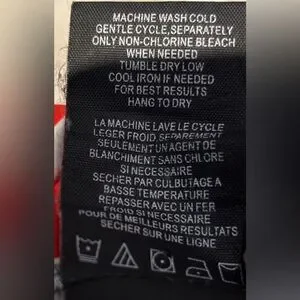 MACHINE WASH COLD
GENTLE CYCLE, SEPARATELY
ONLY NON-CHLORINE BLEACH
WHEN NEEDED
TUMBLE DRY LOW
COOL IRON IF NEEDED
FOR BEST RESULTS
HANG TO DRY
LA MACHINE LAVE LE CYCLE
LEGER FROID SEPAREMENT
SEULEMENT UN AGENT DE
BLANCHIMENT SANS CHLORE
SI NECESSAIRE
SECHER PAR CULBUTAGE A
BASSE TEMPERATURE
REPASSER AVEC UN FER
FROID SI NECESSAIRE
POUR DE MEILLEURS RESULTATS
SECHER SUR UNE LIGNE